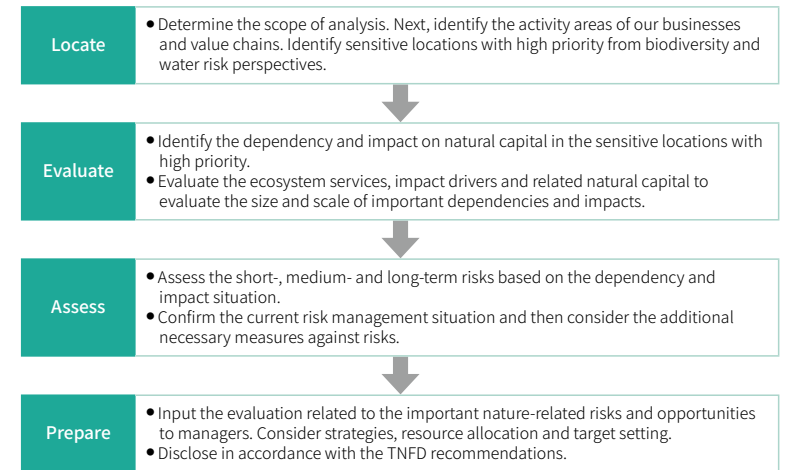 Locate
●Determine the scope of analysis. Next, identify the activity areas of our businesses
and value chains. Identify sensitive locations with high priority from biodiversity and
water risk perspectives.
Evaluate
●Identify the dependency and impact on natural capital in the sensitive locations with
high priority.
●Evaluate the ecosystem services, impact drivers and related natural capital to
evaluate the size and scale of important dependencies and impacts.
Assess
●Assess the short-, medium- and long-term risks based on the dependency and
impact situation.
●Confirm the current risk management situation and then consider the additional
necessary measures against risks.
Prepare
●Input the evaluation related to the important nature-related risks and opportunities
to managers. Consider strategies, resource allocation and target setting.
●Disclose in accordance with the TNFD recommendations.